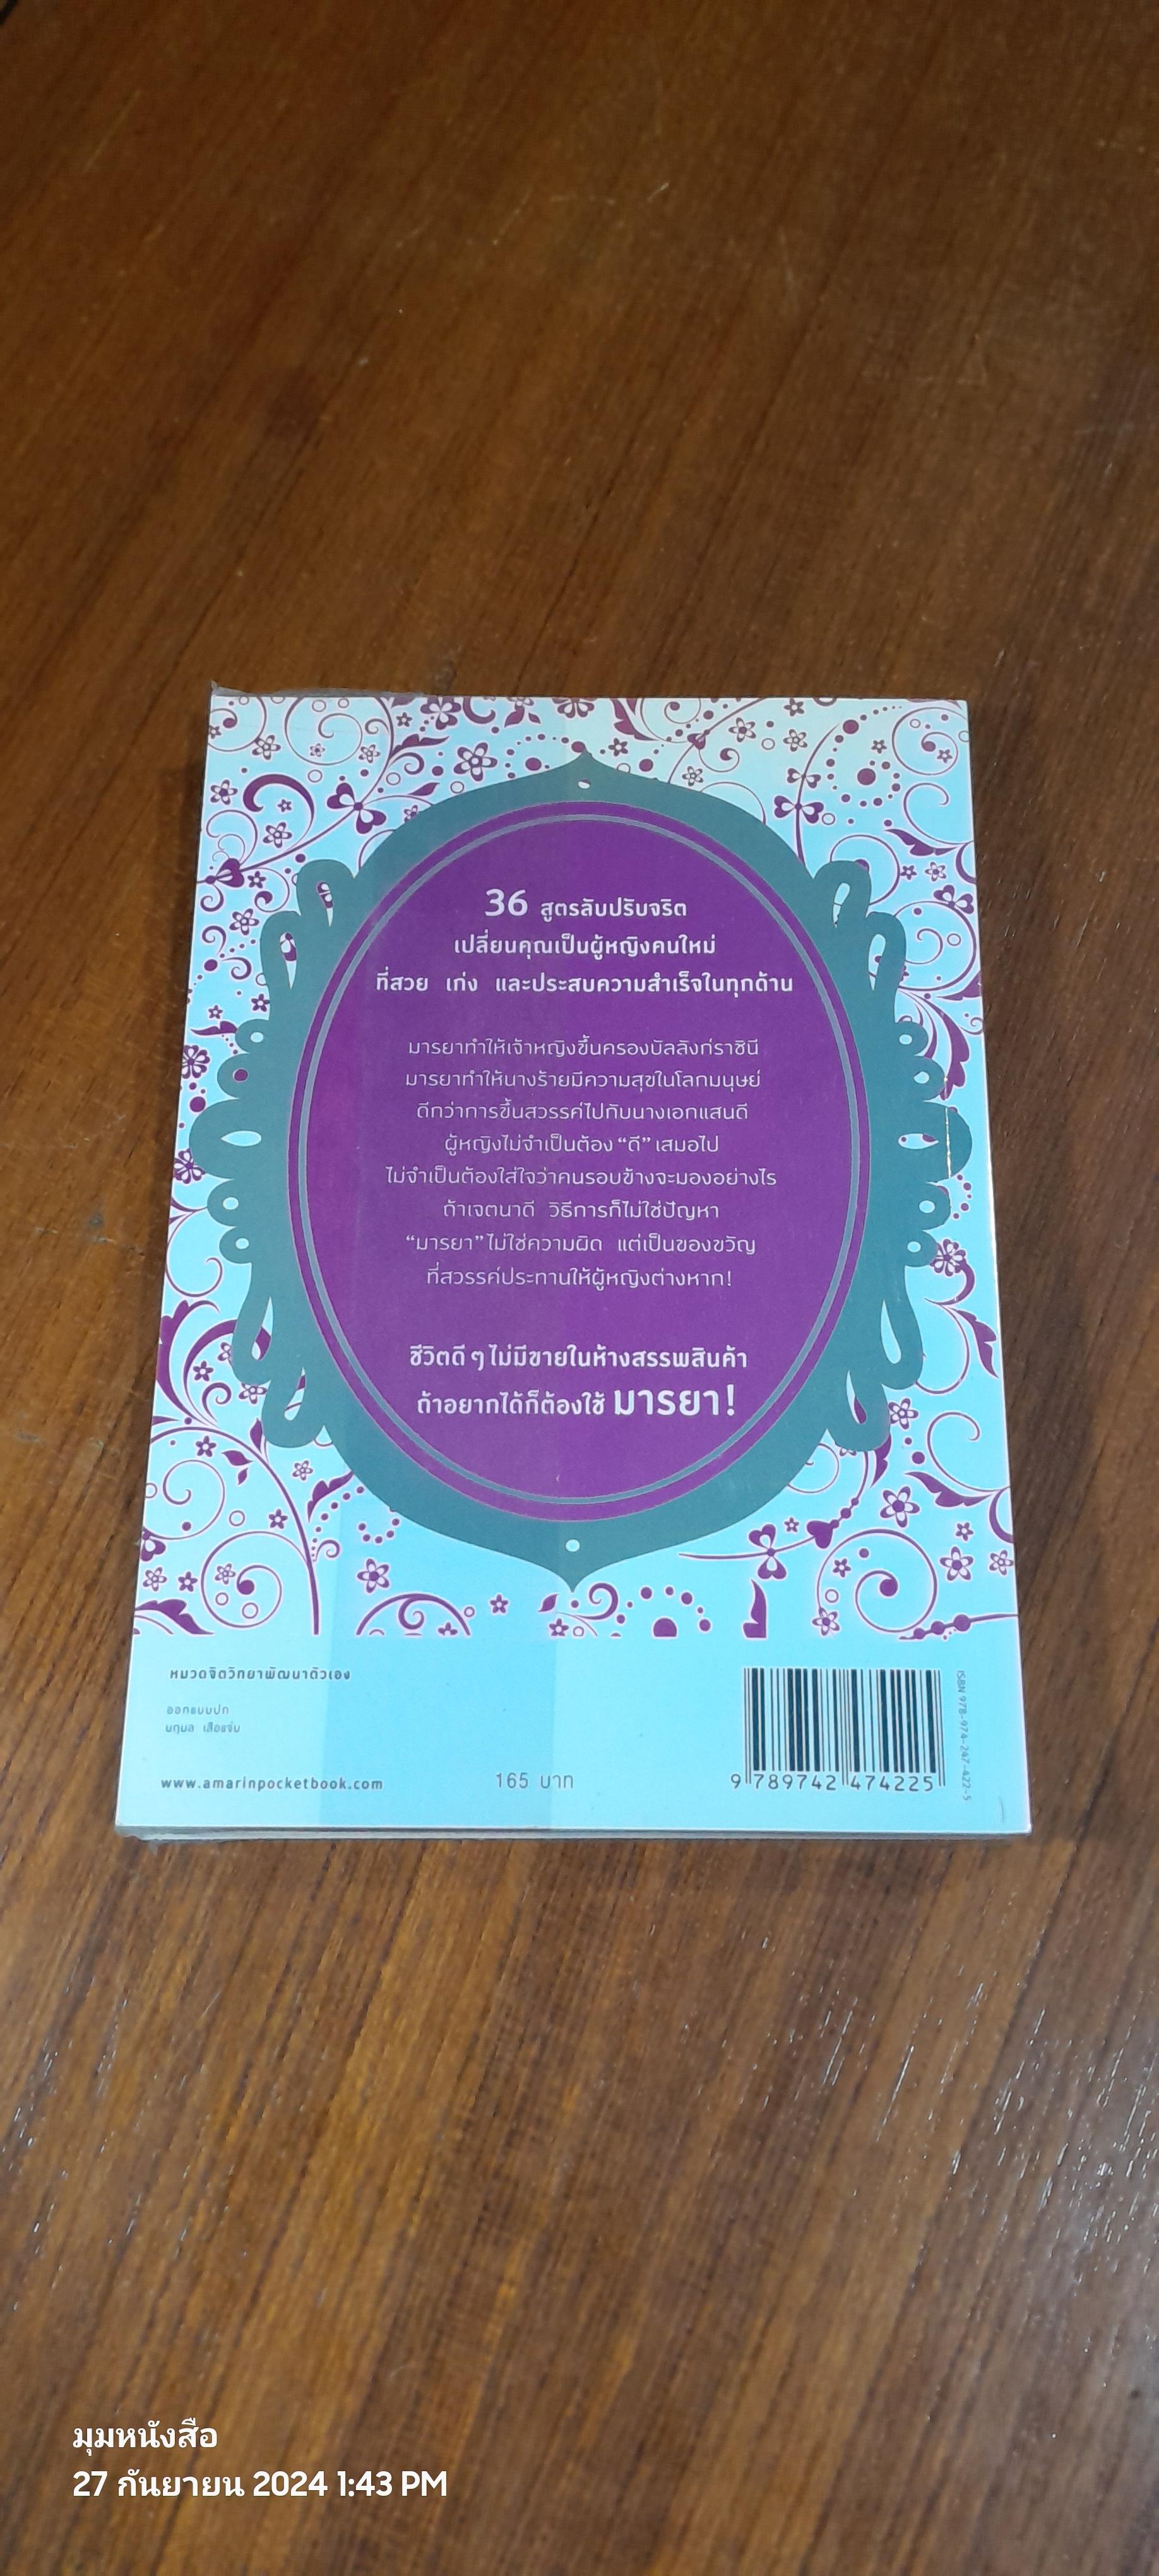 36 สูตรลับปรับจริต
เปลี่ยนคุณเป็นผู้หญิงคนใหม่
ที่สวย เก่ง และประสบความสำเร็จในทุกด้าน
มารยาทำให้เจ้าหญิงขึ้นครองบัลลังก์ราชินี
มารยาทำให้นางร้ายมีความสุขในโลกมนุษย์
ดีกว่าการขึ้นสวรรค์ไปกับนางเอกแสนดี
ผู้หญิงไม่จำเป็นต้อง “ดี” เสมอไป
ไม่จำเป็นต้องใส่ใจว่าคนรอบข้างจะมองอย่างไร
ถ้าเจตนาดี วิธีการก็ไม่ใช่ปัญหา
“มารยา” ไม่ใช่ความผิด แต่เป็นของขวัญ
ที่สวรรค์ประทานให้ผู้หญิงต่างหาก!
ชีวิตดี ๆ ไม่มีขายในห้างสรรพสินค้า
ถ้าอยากได้ก็ต้องใช้ มารยา!
หมวดจิตวิทยาพัฒนาตัวเอง
ออกแบบปก
นฤมล เสือแจ่ม
www.amarinpocketbook.com
165 บาท
9 789742 474225
ISBN 978-974-247-422-5
มุมหนังสือ
27 กันยายน 2024 1:43 PM